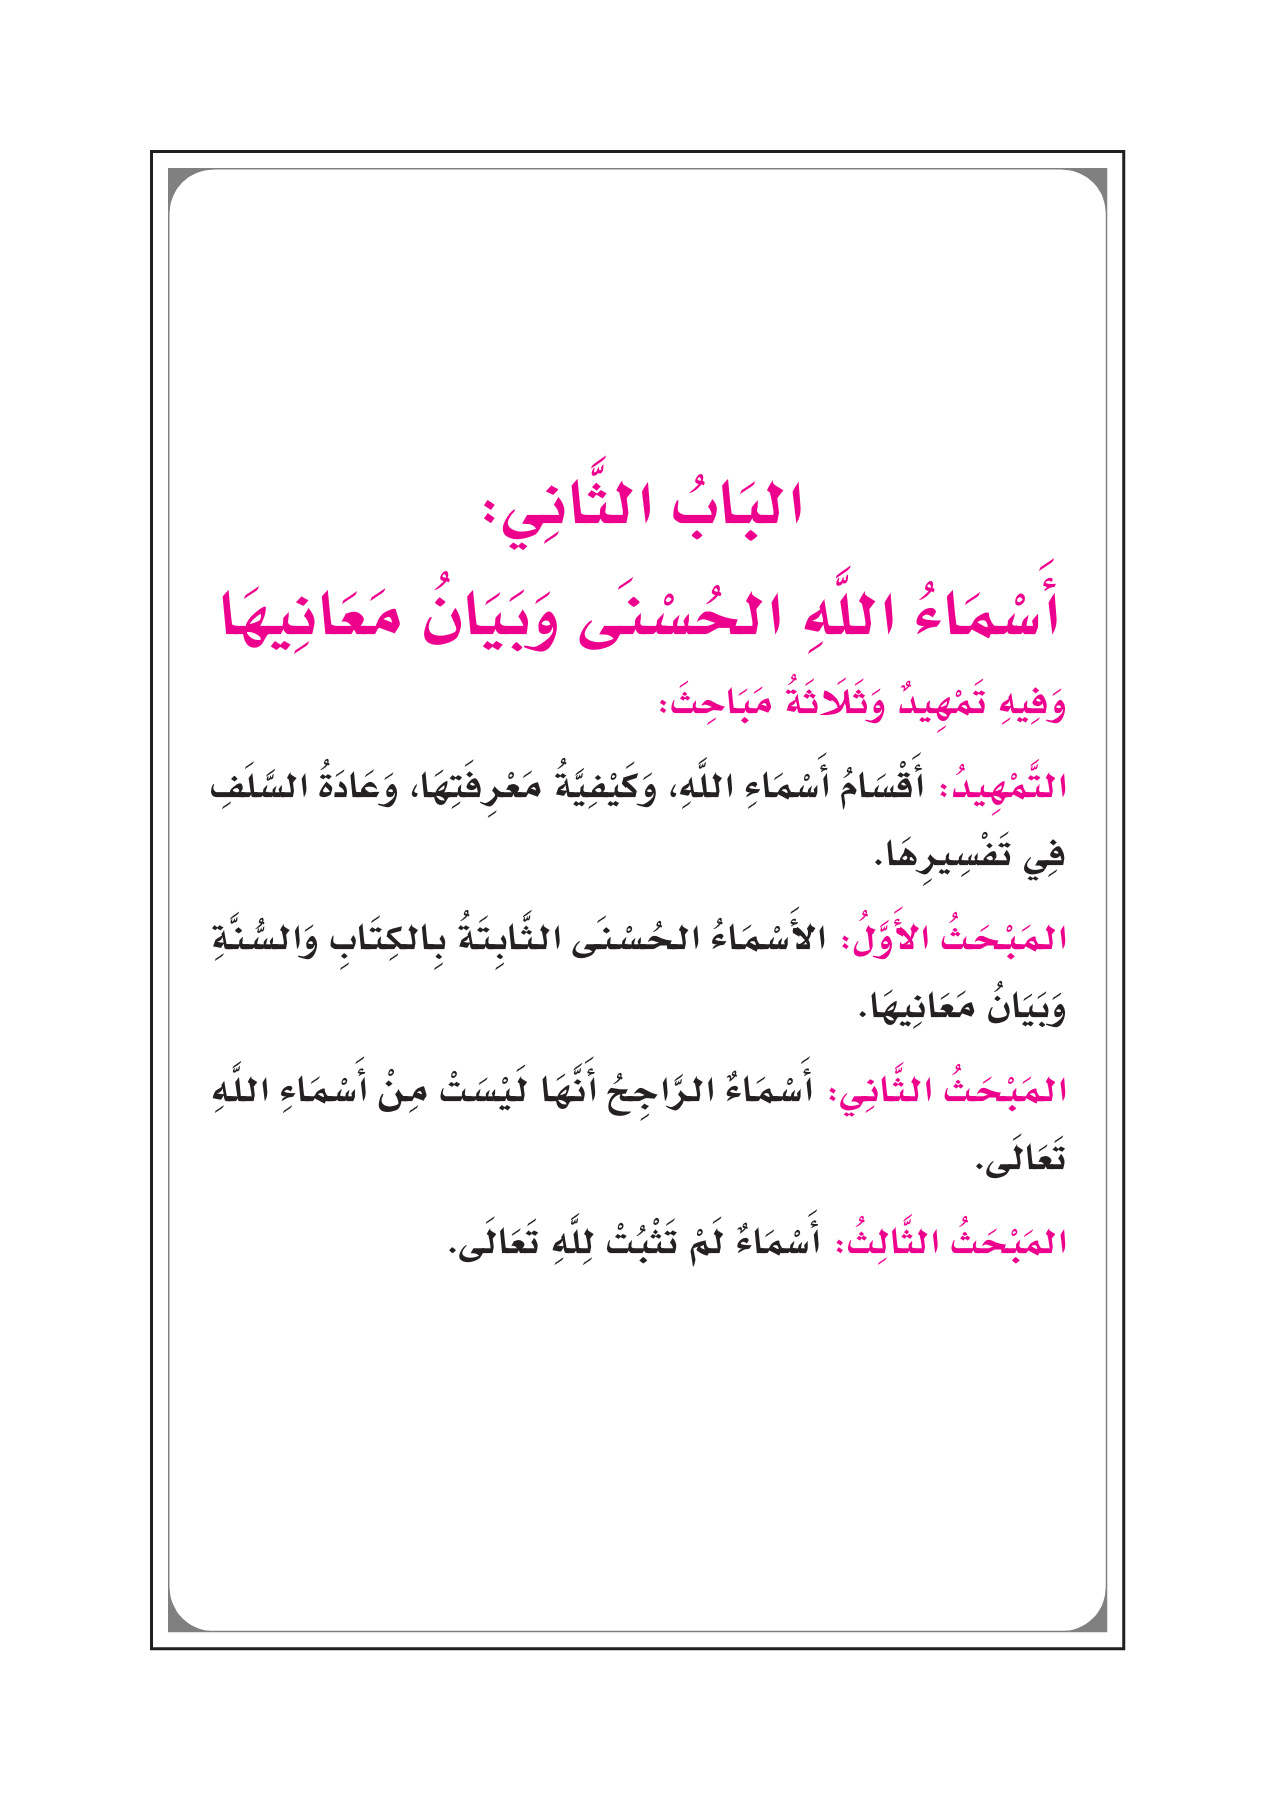 البَابُ الثَّانِي:
أَسْمَاءُ اللَّهِ الحُسْنَى وَبَيَانُ مَعَانِيهَا
وَفِيهِ تَمْهِيدٌ وَثَلَاثَةُ مَبَاحِثَ:
التَّمْهِيدُ: أَقْسَامُ أَسْمَاءِ اللَّهِ، وَكَيْفِيَّةُ مَعْرِفَتِهَا، وَعَادَةُ السَّلَفِ
فِي تَفْسِيرِهَا.
المَبْحَثُ الأَوَّلُ: الأَسْمَاءُ الحُسْنَى الثَّابِتَةُ بِالكِتَابِ وَالسُّنَّةِ
وَبَيَانُ مَعَانِيهَا.
المَبْحَثُ الثَّانِي: أَسْمَاءٌ الرَّاجِحُ أَنَّهَا لَيْسَتْ مِنْ أَسْمَاءِ اللَّهِ
تَعَالَى.
المَبْحَثُ الثَّالِثُ: أَسْمَاءٌ لَمْ تَثْبُتْ لِلَّهِ تَعَالَى.